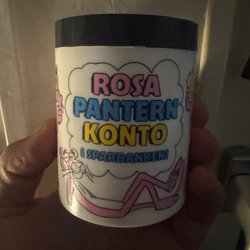 ROSA
PANTERN
KONTO
I SPARBANKEN!